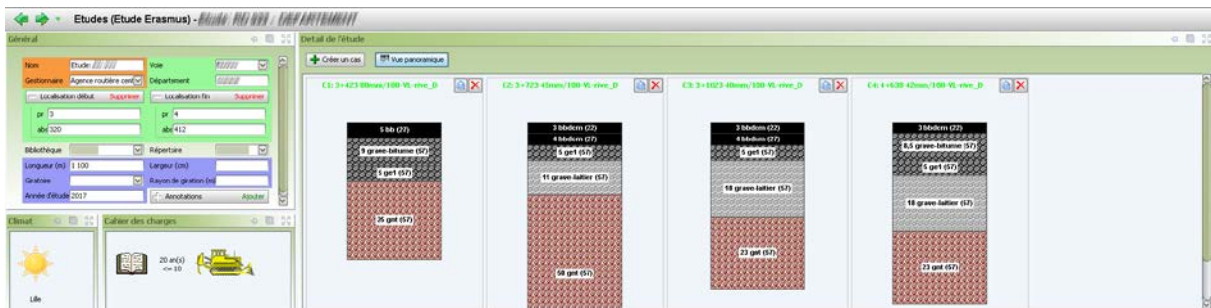 Etudes (Etude Erasmus) -
Général
Nom Etude:
Voie
Gestionnaire Agence routière cent
Département
Localisation début Supprimer
Localisation fin Supprimer
pr 3
pr 4
abs 320
abs 412
Bibliothèque
Répertoire
Longueur (m) 1 100
Largeur (cm)
Giratoire
Rayon de giration (m)
Année d'étude 2017
Annotations Ajouter
Climat
Lille
Cahier des charges
20 an(s)
<= 10
Detail de l'étude
Créer un cas
Vue panoramique
C1: 3+423-80mm/100-VL-rive_D
5 bb (27)
9 grave-bitume (57)
5 ge1 (57)
25 gnt (57)
C2: 3+723-45mm/100-VL-rive_D
3 bbdcm (22)
4 bbdcm (22)
5 ge1 (57)
11 grave-laitier (57)
50 gnt (57)
C3: 3+1023-40mm/100-VL-rive_D
3 bbdcm (22)
4 bbdcm (22)
5 ge1 (57)
18 grave-laitier (57)
23 gnt (57)
C4: 4+638-42mm/100-VL-rive_D
3 bbdcm (22)
8,5 grave-bitume (57)
5 ge1 (57)
18 grave-laitier (57)
23 gnt (57)